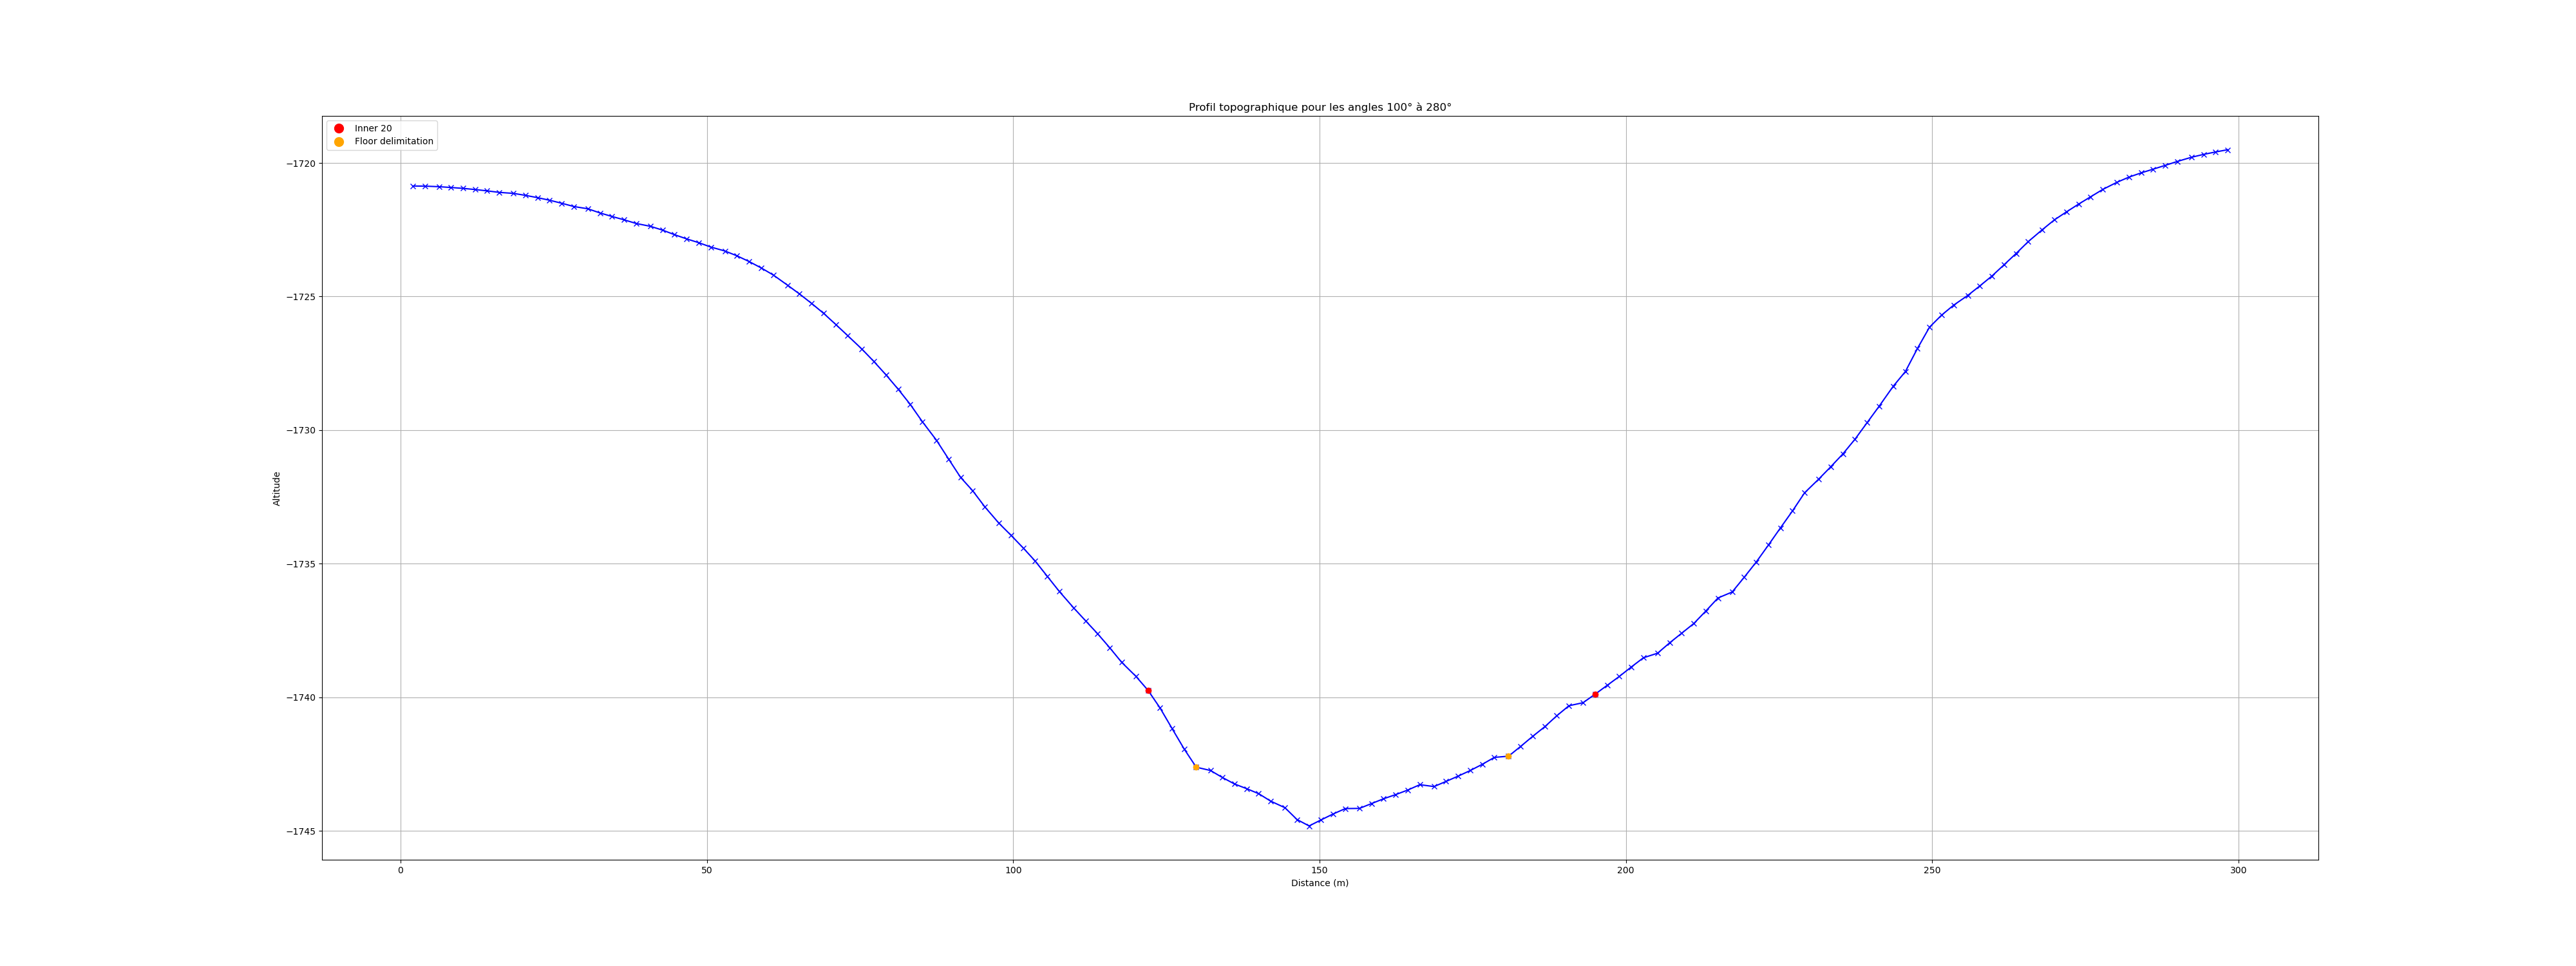 Profil topographique pour les angles 100° à 280°
Inner 20
Floor delimitation
−1720
−1725
−1730
−1735
−1740
−1745
Altitude
0 50 100 150 200 250 300
Distance (m)